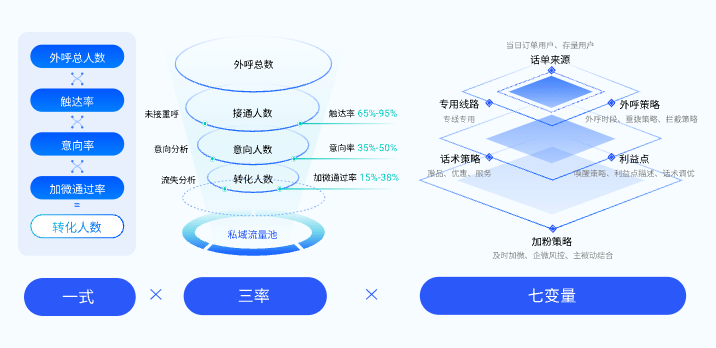 外呼总人数
触达率
意向率
加微通过率
=
转化人数
一式
外呼总数
未接重呼
接通人数
触达率 65%-95%
意向分析
意向人数
意向率 35%-50%
流失分析
转化人数
加微通过率 15%-38%
私域流量池
三率
当日订单用户、存量用户
话单来源
专用线路
专线专用
外呼策略
外呼时段、重拨策略、拦截策略
话术策略
服品、优惠、服务
利益点
唤醒策略、利益点描述、话术调优
加粉策略
及时加微、企微风控、主被动结合
七变量